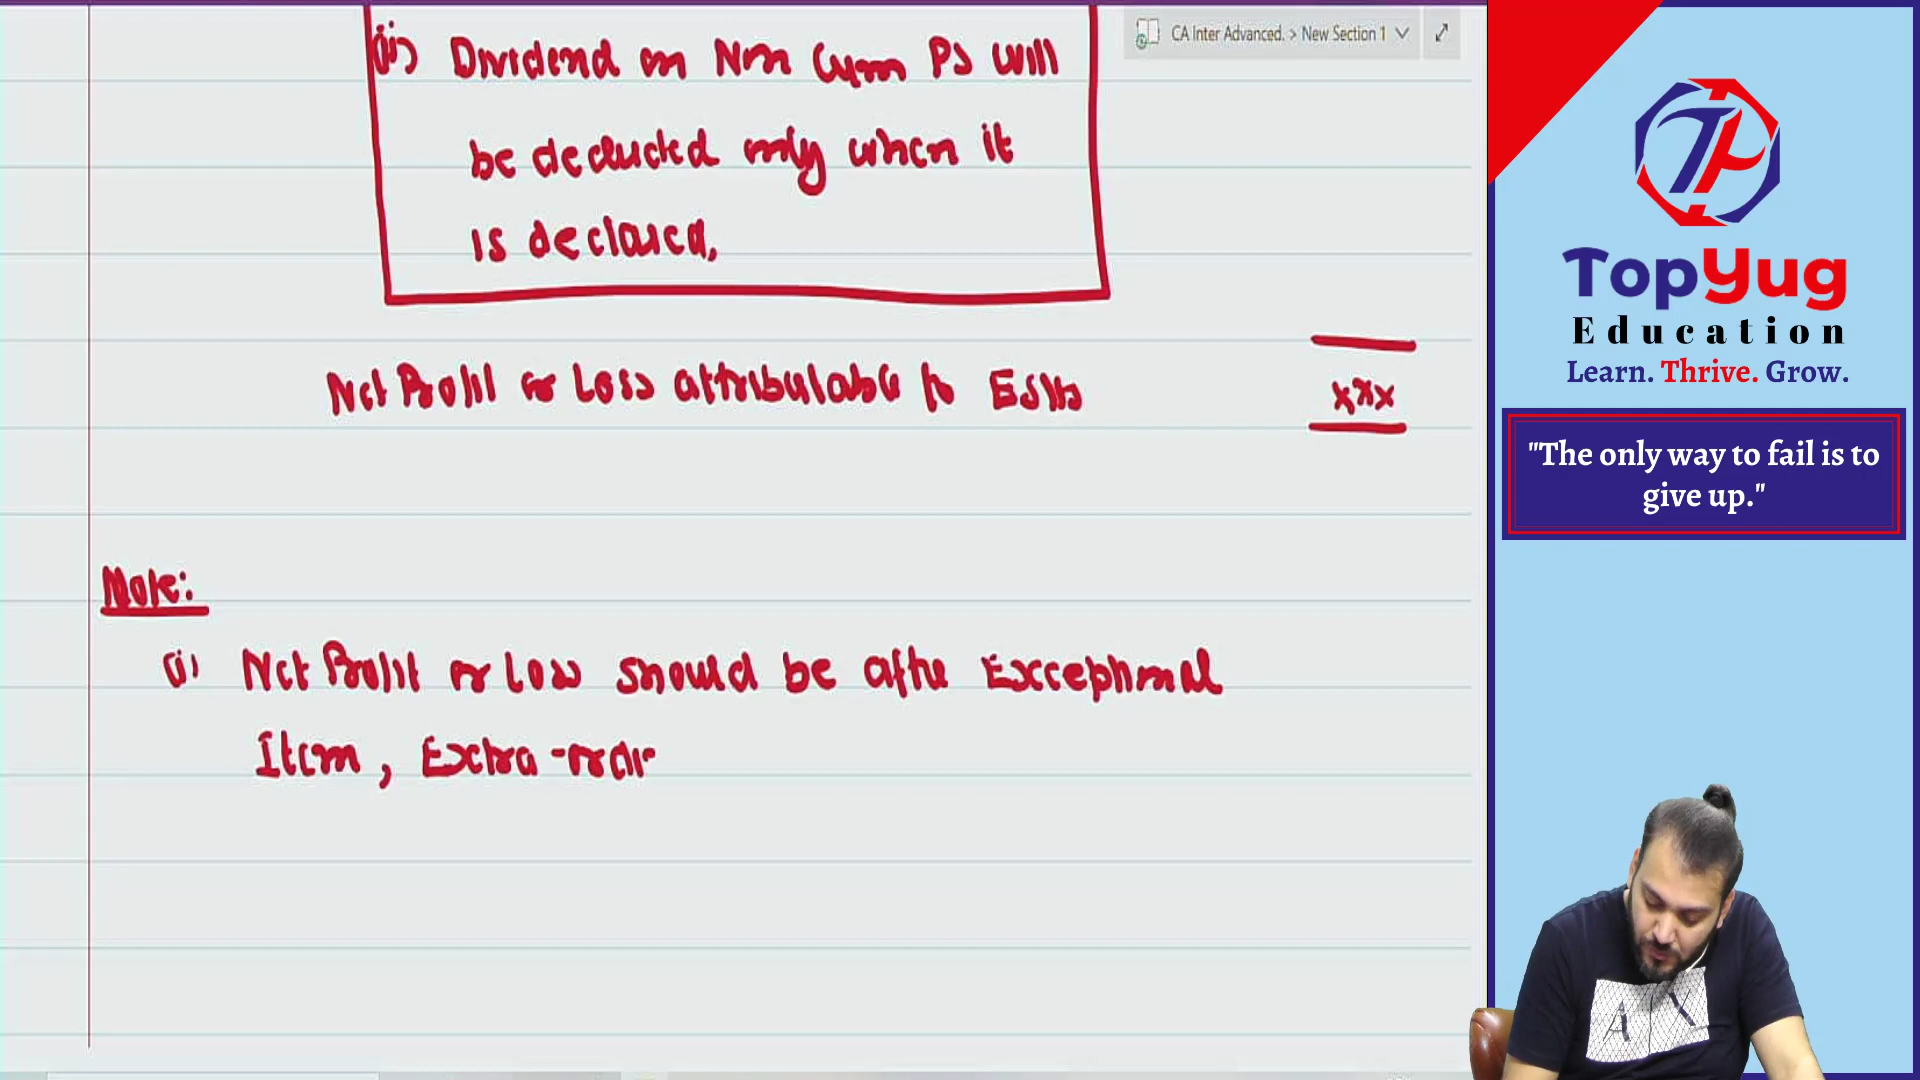 (ii) Dividend on Non Cum PS will
be deducted only when it
is declared,
Net Profit or Loss attributable to ESHs
xxx
Note:
(i) Net Profit or Loss should be after Exceptional
Item, Extra-ordi
CA Inter Advanced. > New Section 1
TopYug
Education
Learn. Thrive. Grow.
"The only way to fail is to
give up."
A X